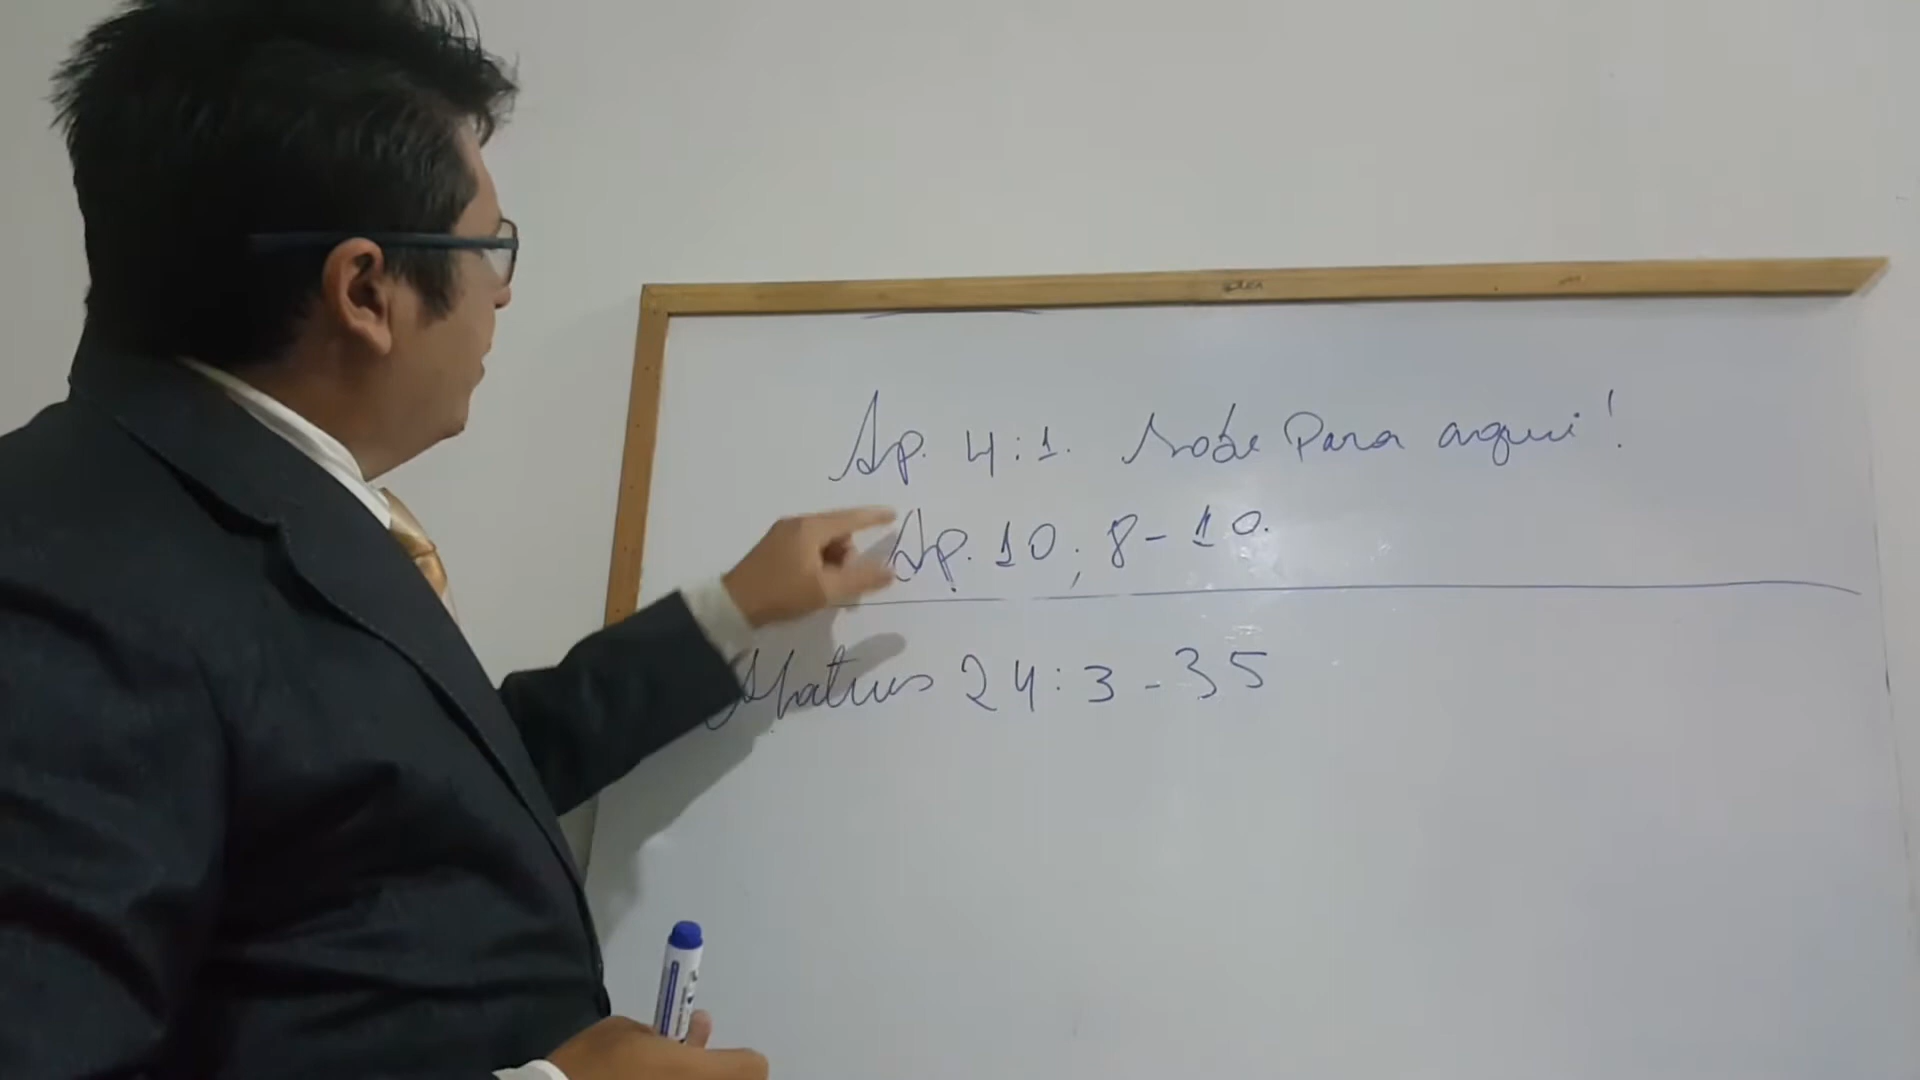 Ap. 4:1. Sobe Para aqui!
Ap. 10; 8-10.
Mateus 24:3-35